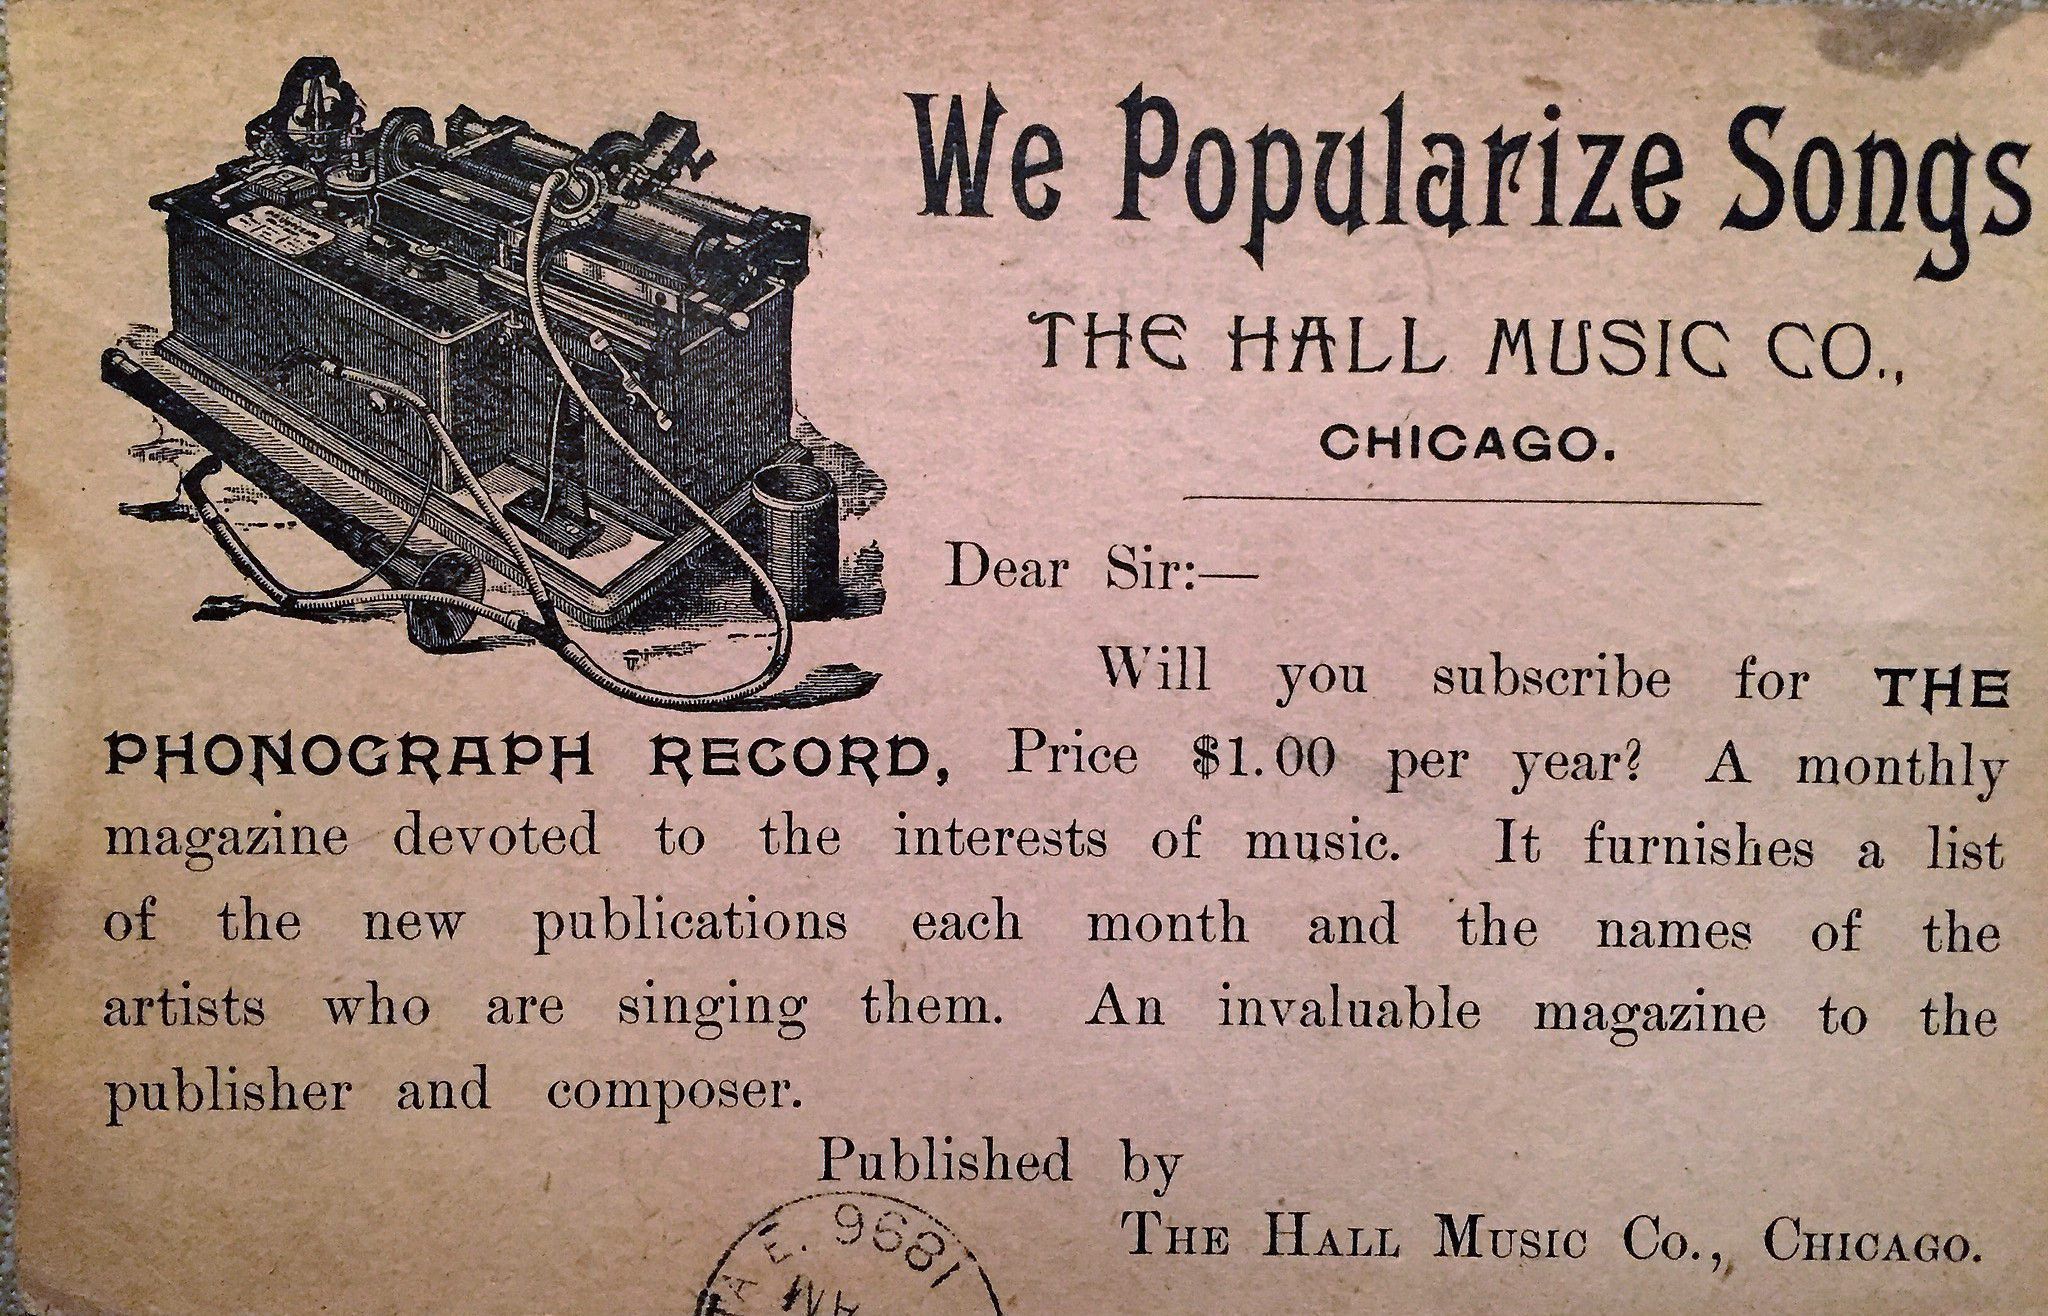 We Popularize Songs
THE HALL MUSIC CO.,
CHICAGO.
Dear Sir:—
Will you subscribe for THE
PHONOGRAPH RECORD, Price $1.00 per year? A monthly
magazine devoted to the interests of music. It furnishes a list
of the new publications each month and the names of the
artists who are singing them. An invaluable magazine to the
publisher and composer.
Published by
THE HALL MUSIC CO., CHICAGO.
1896